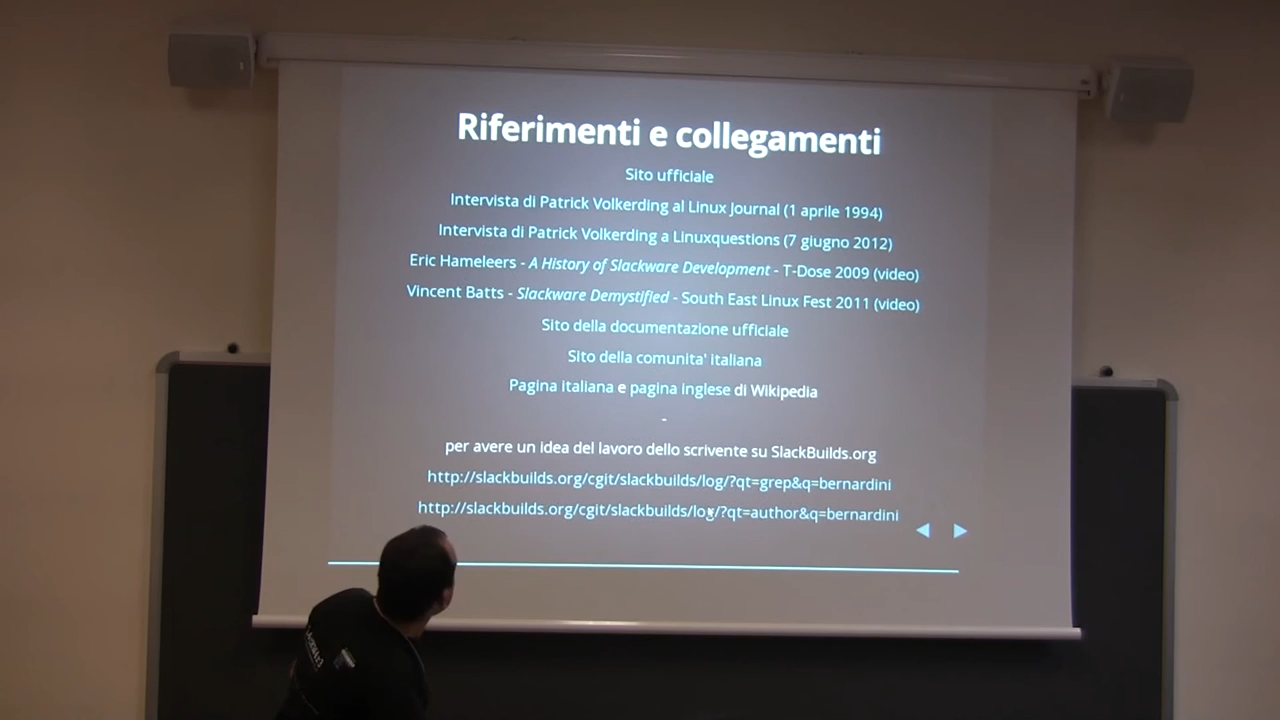 Riferimenti e collegamenti
Sito ufficiale
Intervista di Patrick Volkerding al Linux Journal (1 aprile 1994)
Intervista di Patrick Volkerding a Linuxquestions (7 giugno 2012)
Eric Hameleers - A History of Slackware Development - T-Dose 2009 (video)
Vincent Batts - Slackware Demystified - South East Linux Fest 2011 (video)
Sito della documentazione ufficiale
Sito della comunita' italiana
Pagina italiana e pagina inglese di Wikipedia
-
per avere un idea del lavoro dello scrivente su SlackBuilds.org
http://slackbuilds.org/cgit/slackbuilds/log/?qt=grep&q=bernardini
http://slackbuilds.org/cgit/slackbuilds/log/?qt=author&q=bernardini